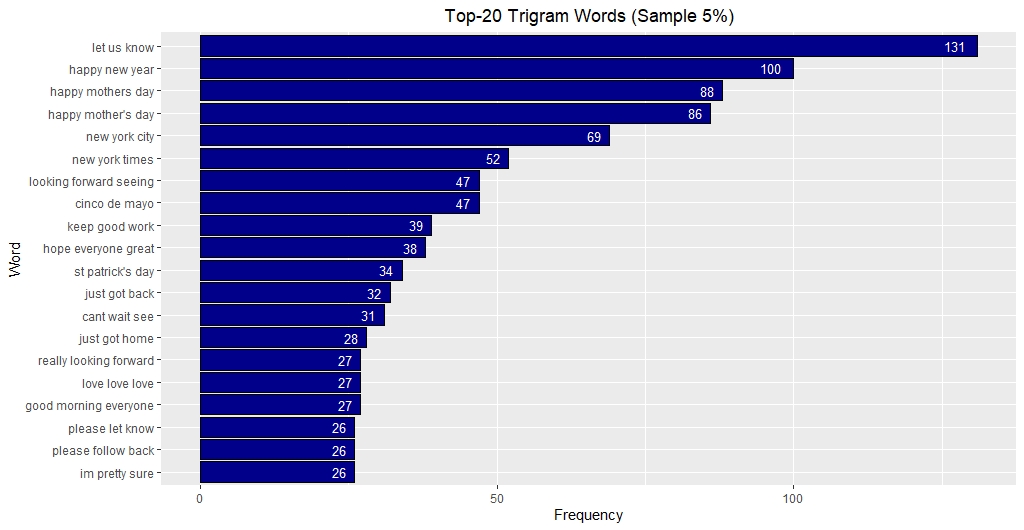 Top-20 Trigram Words (Sample 5%)
let us know 131
happy new year 100
happy mothers day 88
happy mother's day 86
new york city 69
new york times 52
looking forward seeing 47
cinco de mayo 47
keep good work 39
hope everyone great 38
st patrick's day 34
just got back 32
cant wait see 31
just got home 28
really looking forward 27
love love love 27
good morning everyone 27
please let know 26
please follow back 26
im pretty sure 26
Word
0 50 100
Frequency